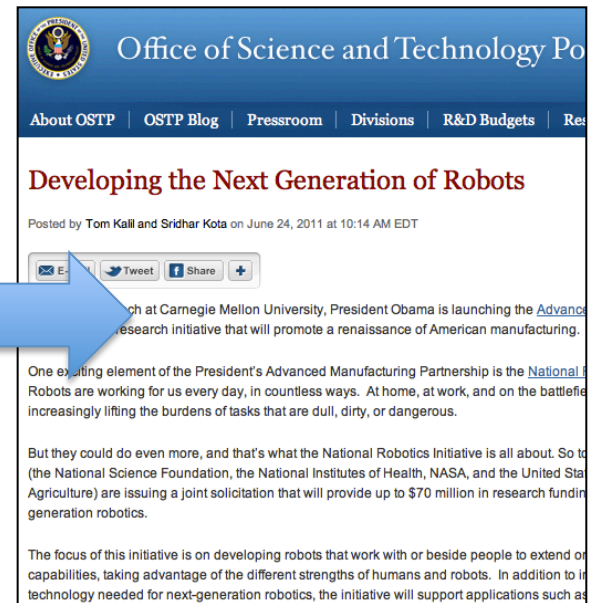 Office of Science and Technology Po
About OSTP | OSTP Blog | Pressroom | Divisions | R&D Budgets | Res
Developing the Next Generation of Robots
Posted by Tom Kalil and Sridhar Kota on June 24, 2011 at 10:14 AM EDT
Tweet Share +
at Carnegie Mellon University, President Obama is launching the Advance
research initiative that will promote a renaissance of American manufacturing.
One exciting element of the President's Advanced Manufacturing Partnership is the National
Robots are working for us every day, in countless ways. At home, at work, and on the battlefie
increasingly lifting the burdens of tasks that are dull, dirty, or dangerous.
But they could do even more, and that's what the National Robotics Initiative is all about. So to
(the National Science Foundation, the National Institutes of Health, NASA, and the United Sta
Agriculture) are issuing a joint solicitation that will provide up to $70 million in research fundin
generation robotics.
The focus of this initiative is on developing robots that work with or beside people to extend or
capabilities, taking advantage of the different strengths of humans and robots. In addition to in
technology needed for next-generation robotics, the initiative will support applications such as